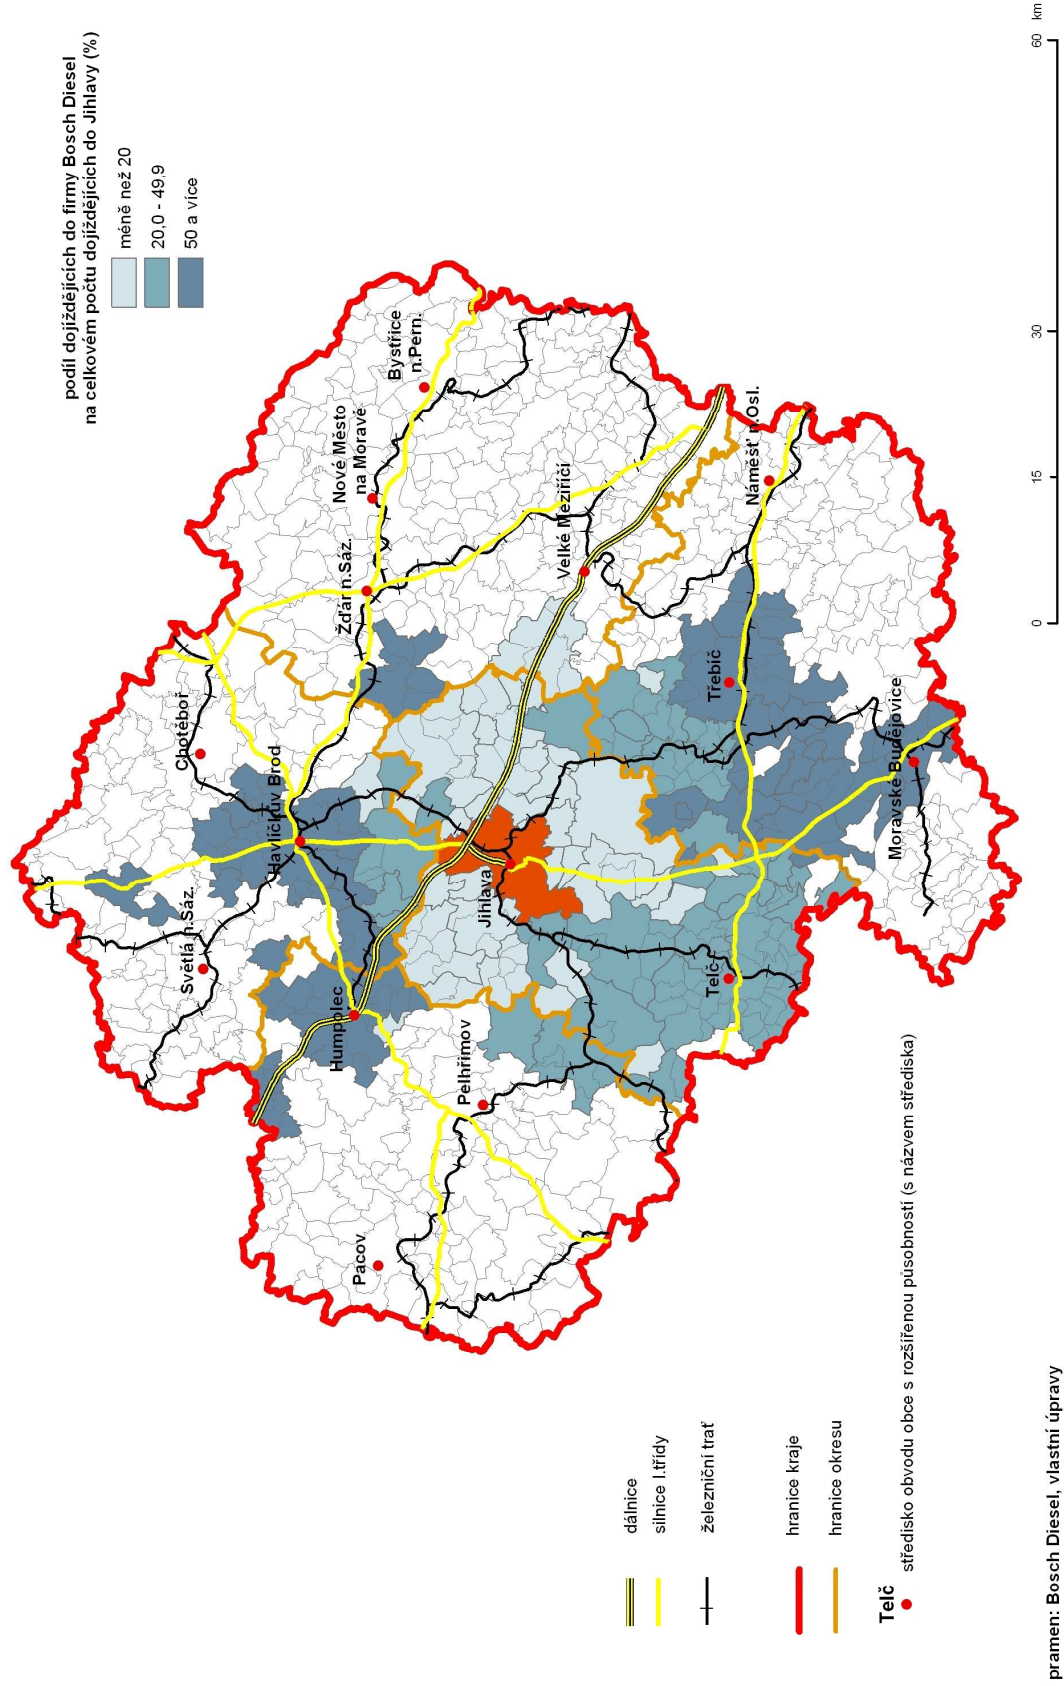 podíl dojíždějících do firmy Bosch Diesel
na celkovém počtu dojíždějících do Jihlavy (%)
méně než 20
20,0 - 49,9
50 a více
Chotěboř
Světlá n.Sáz.
Havlíčkův Brod
Žďár n.Sáz.
Nové Město
na Moravě
Bystřice
n.Pern.
Humpolec
Pacov
Pelhřimov
Jihlava
Velké Meziříčí
Telč
Třebíč
Náměšť n.Osl.
Moravské Budějovice
dálnice
silnice I.třídy
železniční trať
hranice kraje
hranice okresu
Telč
středisko obvodu obce s rozšířenou působností (s názvem střediska)
0
15
30
60
km
pramen: Bosch Diesel, vlastní úpravy